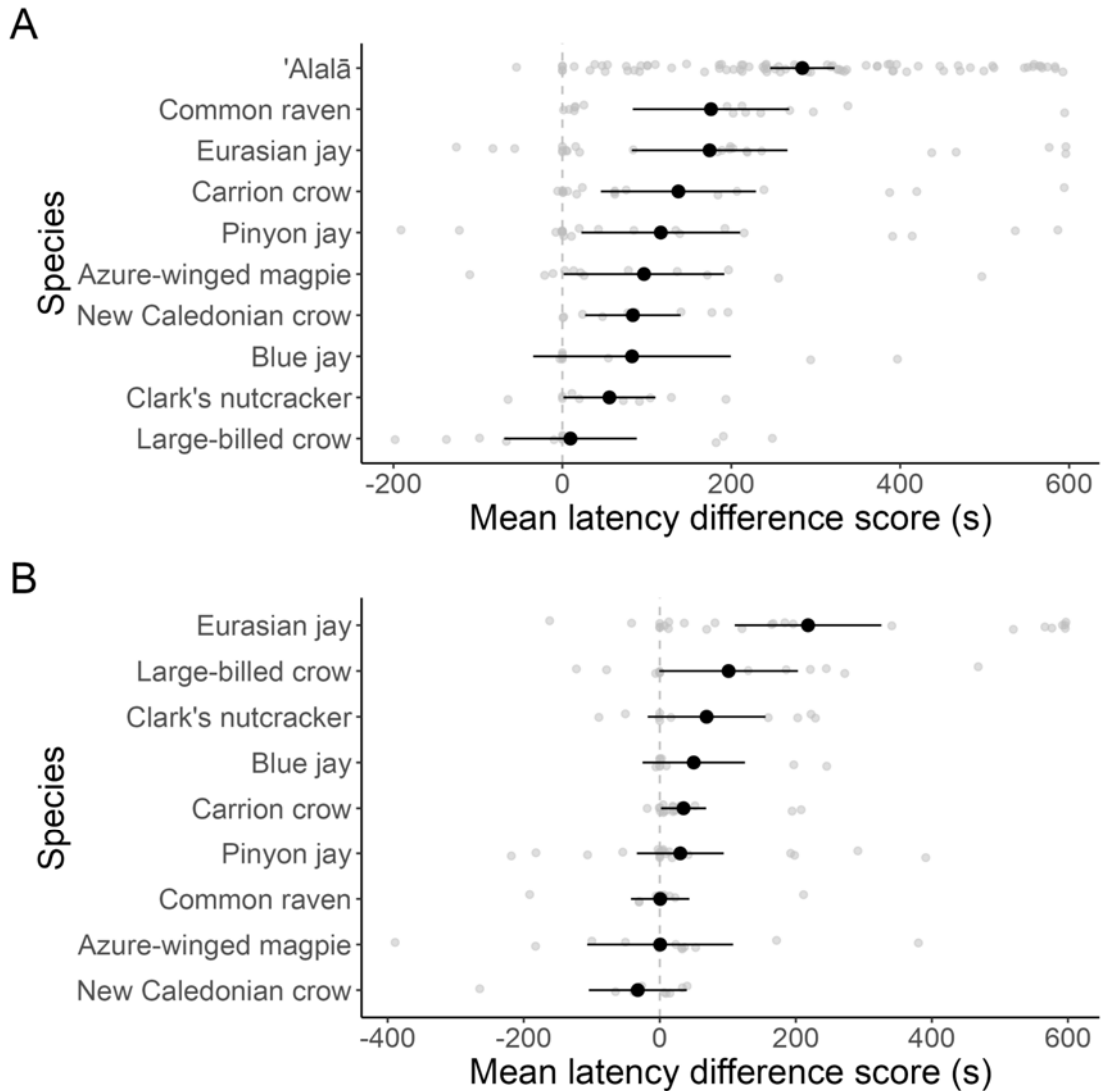 A
'Alalā
Common raven
Eurasian jay
Carrion crow
Pinyon jay
Azure-winged magpie
New Caledonian crow
Blue jay
Clark's nutcracker
Large-billed crow
Species
-200 0 200 400 600
Mean latency difference score (s)
B
Eurasian jay
Large-billed crow
Clark's nutcracker
Blue jay
Carrion crow
Pinyon jay
Common raven
Azure-winged magpie
New Caledonian crow
Species
-400 -200 0 200 400 600
Mean latency difference score (s)